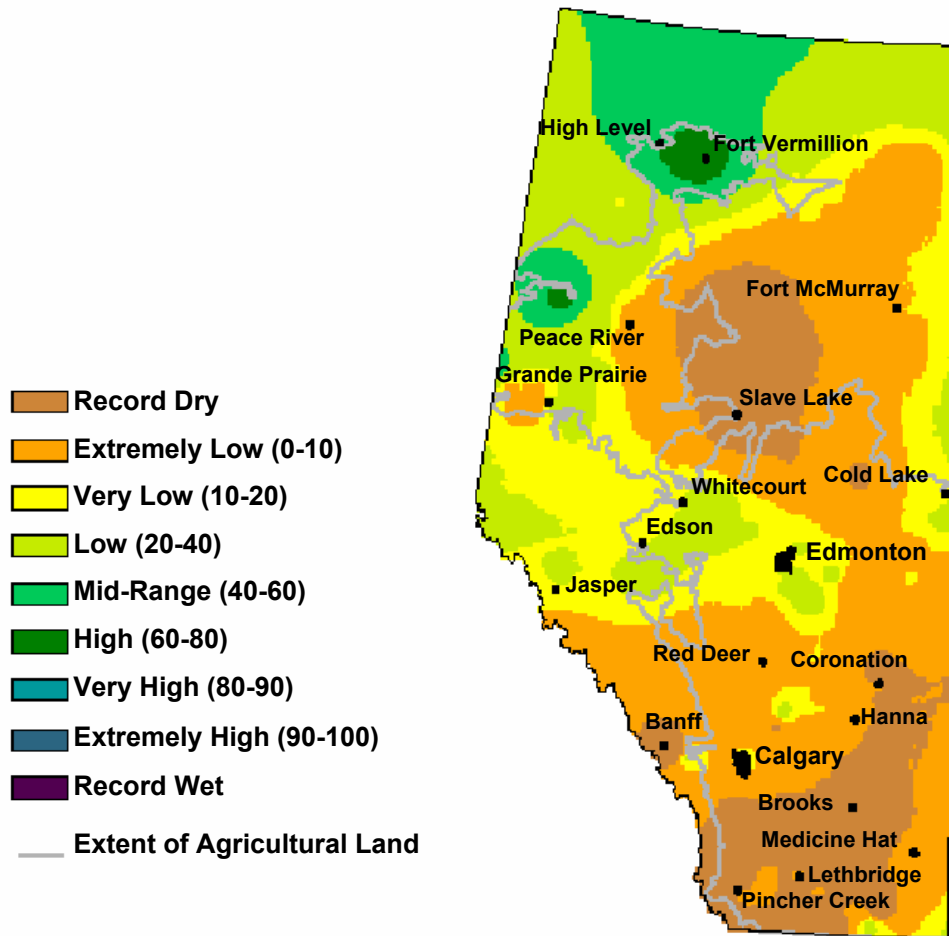 High Level
Fort Vermillion
Fort McMurray
Peace River
Grande Prairie
Slave Lake
Cold Lake
Whitecourt
Edson
Edmonton
Jasper
Red Deer
Coronation
Banff
Hanna
Calgary
Brooks
Medicine Hat
Lethbridge
Pincher Creek
Record Dry
Extremely Low (0-10)
Very Low (10-20)
Low (20-40)
Mid-Range (40-60)
High (60-80)
Very High (80-90)
Extremely High (90-100)
Record Wet
Extent of Agricultural Land